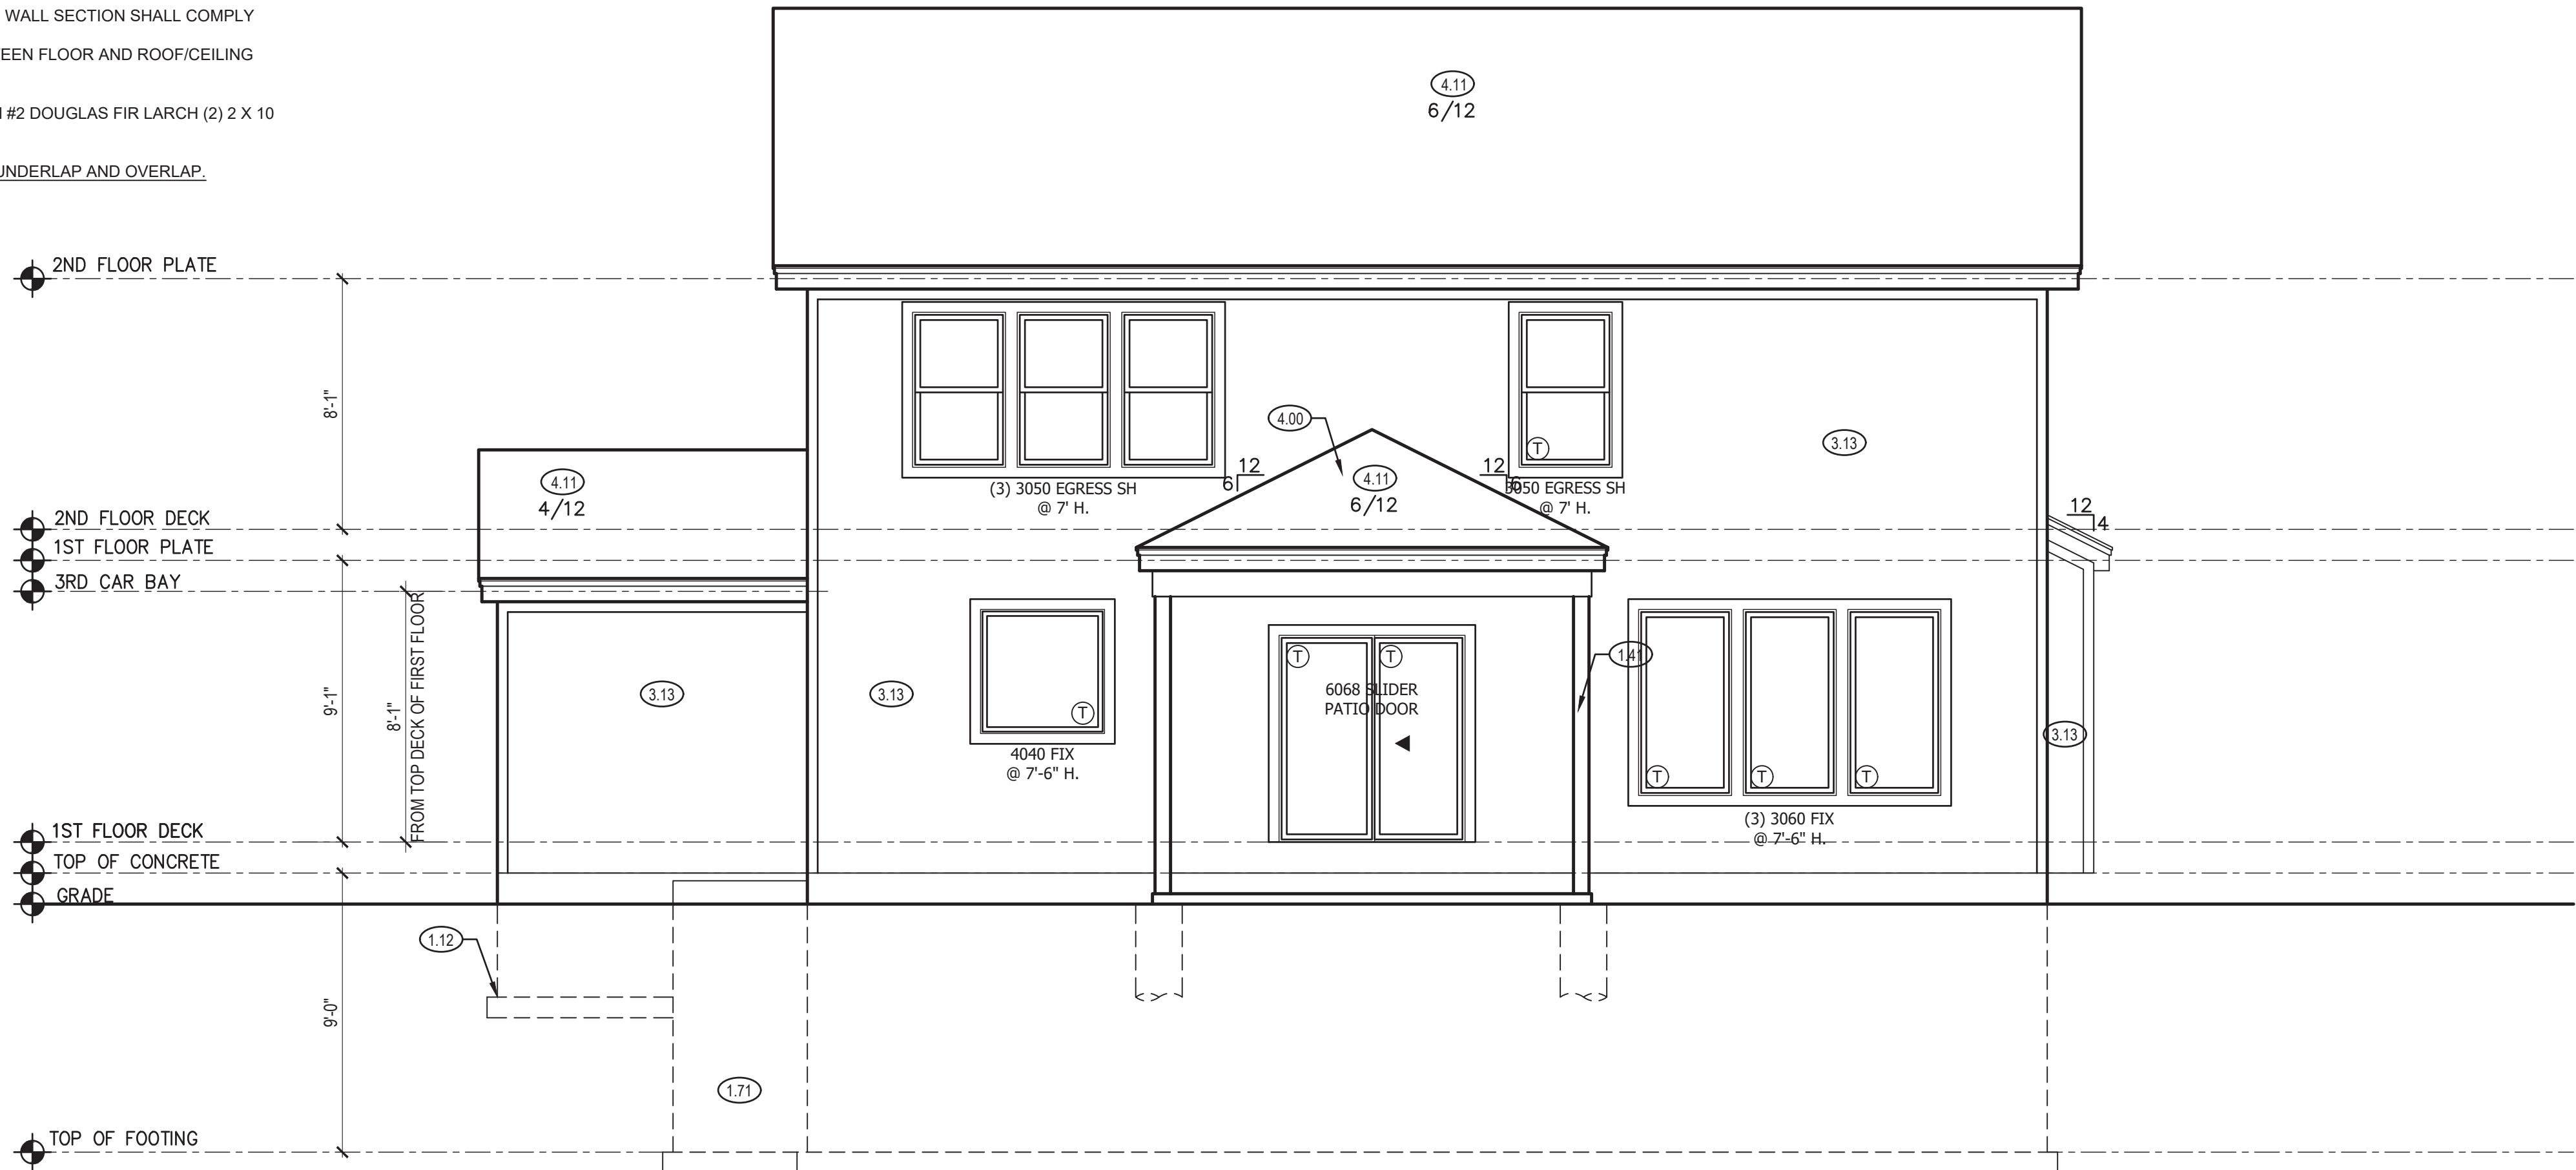 WALL SECTION SHALL COMPLY
EEN FLOOR AND ROOF/CEILING
#2 DOUGLAS FIR LARCH (2) 2 X 10
UNDERLAP AND OVERLAP.
4.11
6/12
2ND FLOOR PLATE
8'-1"
4.00
T
3.13
4.11
4/12
(3) 3050 EGRESS SH
@ 7' H.
12
6
4.11
6/12
12
6
3050 EGRESS SH
@ 7' H.
2ND FLOOR DECK
12
4
1ST FLOOR PLATE
3RD CAR BAY
9'-1"
8'-1"
FROM TOP DECK OF FIRST FLOOR
3.13
3.13
T
4040 FIX
@ 7'-6" H.
T
T
6068 SLIDER
PATIO DOOR
1.41
T
T
T
(3) 3060 FIX
@ 7'-6" H.
3.13
1ST FLOOR DECK
TOP OF CONCRETE
GRADE
1.12
9'-0"
1.71
TOP OF FOOTING